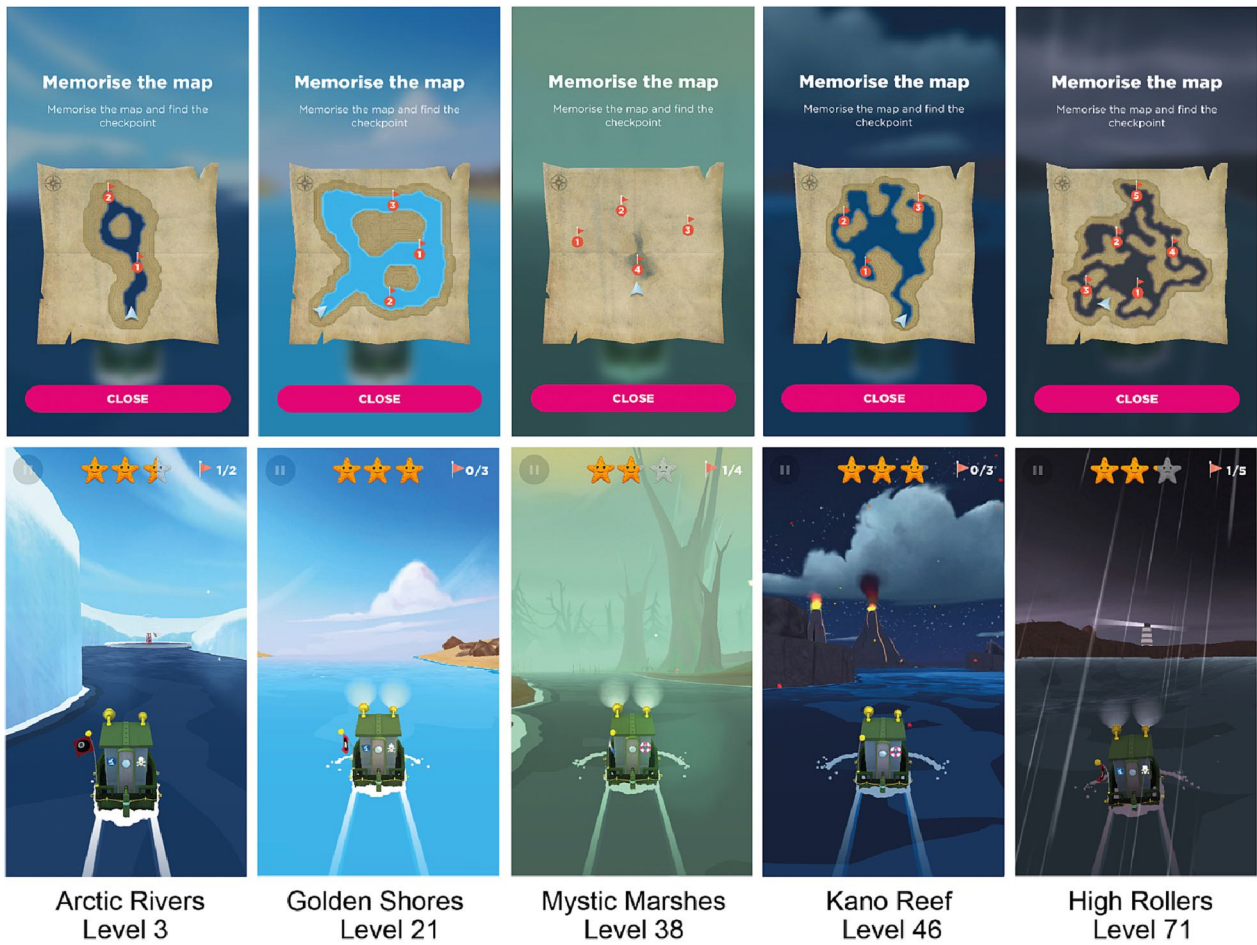 Memorise the map
Memorise the map and find the
checkpoint
2
1
CLOSE
Memorise the map
Memorise the map and find the
checkpoint
3
1
2
CLOSE
Memorise the map
Memorise the map and find the
checkpoint
2
3
1
4
CLOSE
Memorise the map
Memorise the map and find the
checkpoint
3
2
1
CLOSE
Memorise the map
Memorise the map and find the
checkpoint
5
2
4
3
1
CLOSE
1/2
0/3
1/4
0/3
1/5
Arctic Rivers
Level 3
Golden Shores
Level 21
Mystic Marshes
Level 38
Kano Reef
Level 46
High Rollers
Level 71